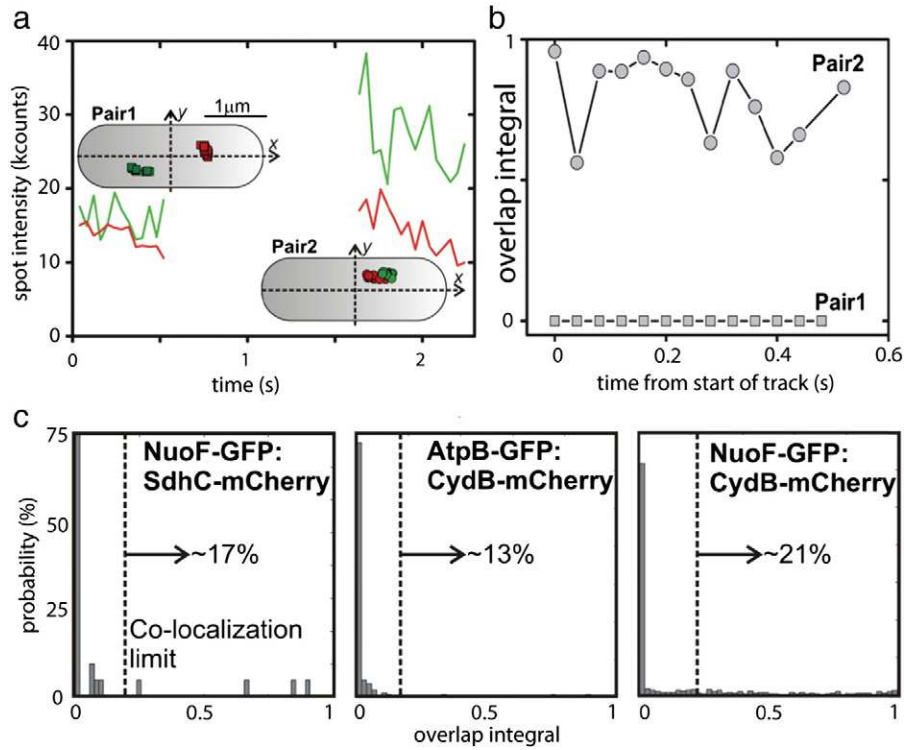 a
spot intensity (kcounts)
40
30
20
10
0
Pair1
y
1μm
x
Pair2
y
x
0
1
2
time (s)
b
overlap integral
1
0
Pair2
Pair1
0
0.2
0.4
0.6
time from start of track (s)
c
probability (%)
75
50
25
0
NuoF-GFP:
SdhC-mCherry
~17%
Co-localization
limit
0
0.5
1
AtpB-GFP:
CydB-mCherry
~13%
0
0.5
1
NuoF-GFP:
CydB-mCherry
~21%
0
0.5
1
overlap integral